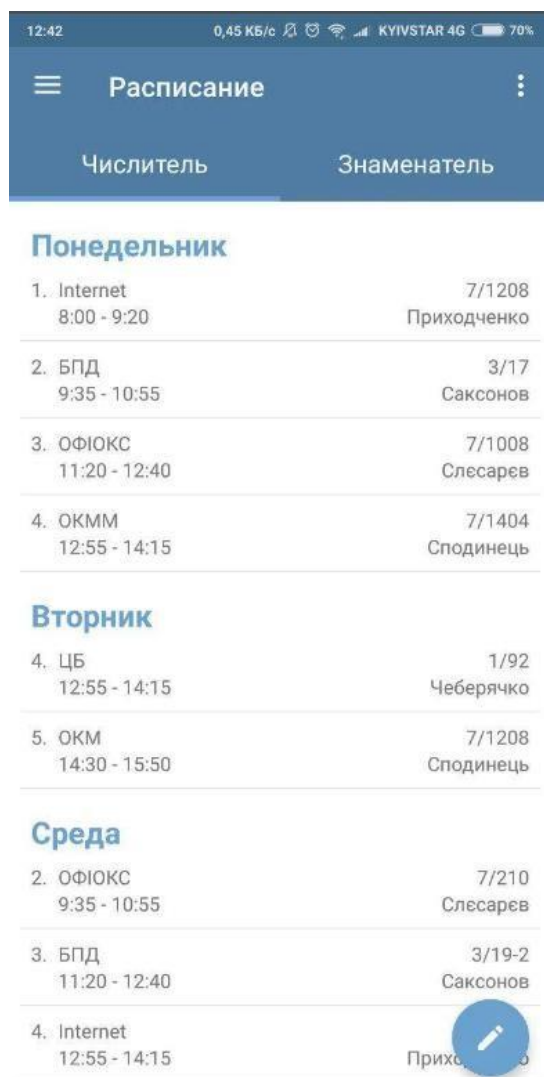 12:42 0,45 КБ/с KYIVSTAR 4G 70%
Расписание
Числитель Знаменатель
Понедельник
1. Internet 7/1208
8:00 - 9:20 Приходченко
2. БПД 3/17
9:35 - 10:55 Саксонов
3. ОФІОКС 7/1008
11:20 - 12:40 Слєсарєв
4. ОКММ 7/1404
12:55 - 14:15 Сподинець
Вторник
4. ЦБ 1/92
12:55 - 14:15 Чеберячко
5. ОКМ 7/1208
14:30 - 15:50 Сподинець
Среда
2. ОФІОКС 7/210
9:35 - 10:55 Слєсарєв
3. БПД 3/19-2
11:20 - 12:40 Саксонов
4. Internet
12:55 - 14:15